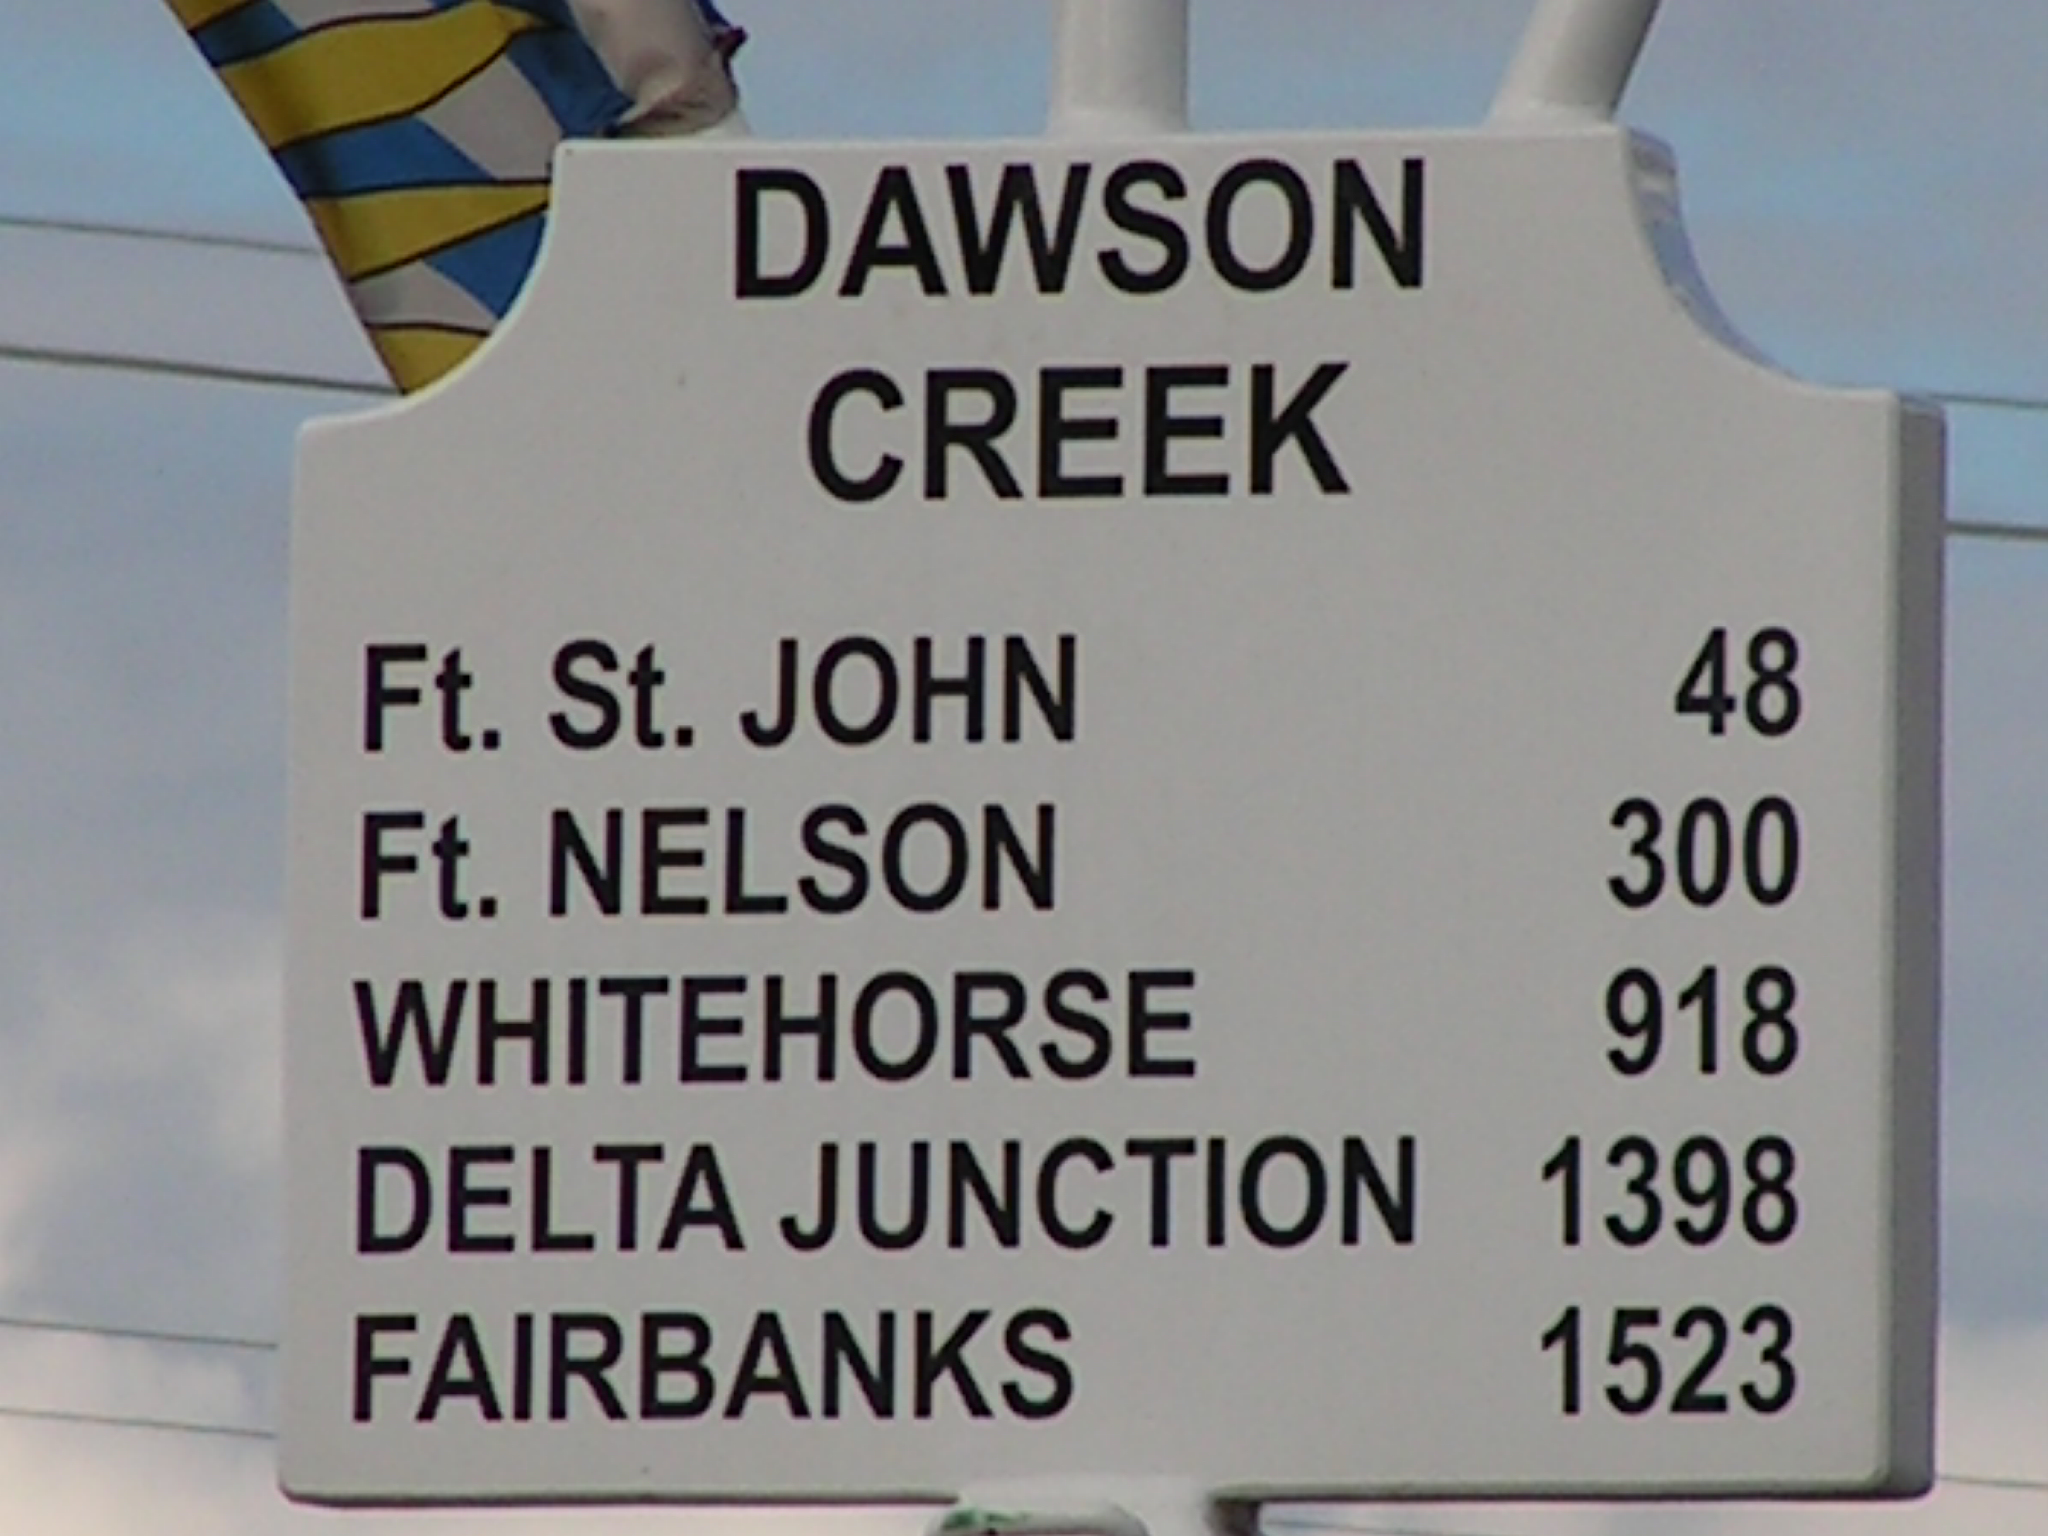 DAWSON
CREEK
Ft. St. JOHN 48
Ft. NELSON 300
WHITEHORSE 918
DELTA JUNCTION 1398
FAIRBANKS 1523